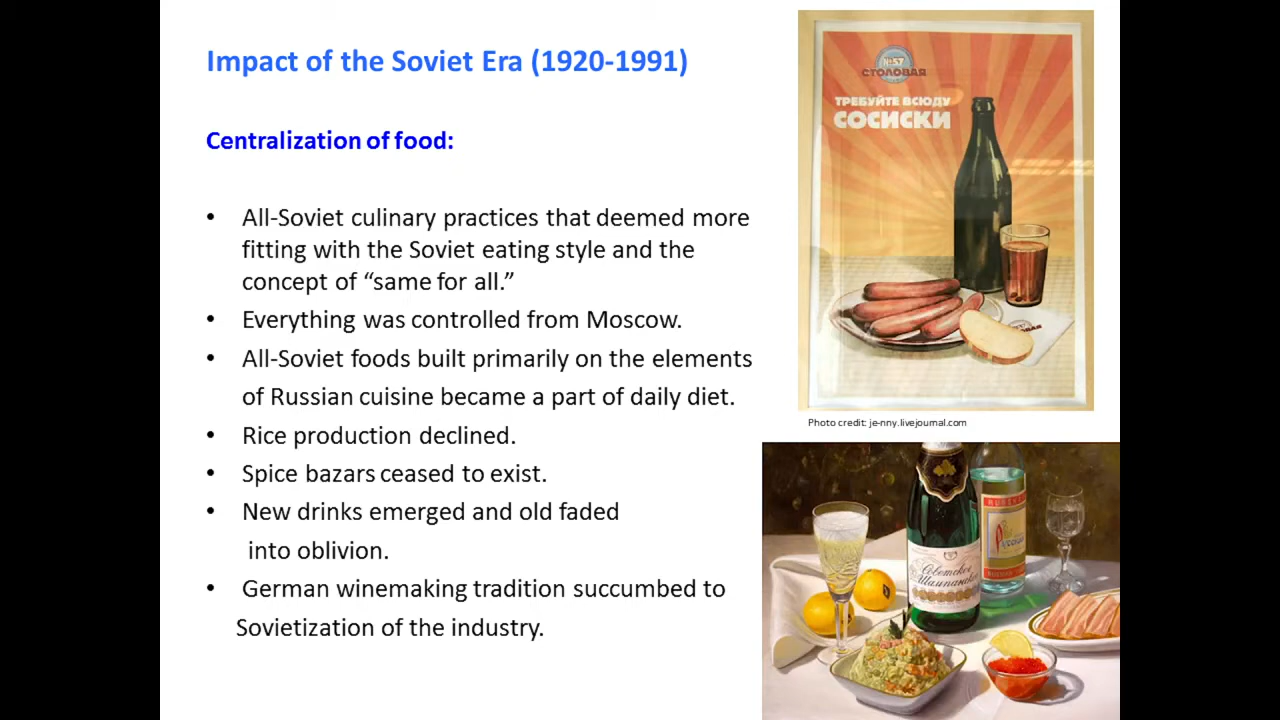 Impact of the Soviet Era (1920-1991)
Centralization of food:
• All-Soviet culinary practices that deemed more
fitting with the Soviet eating style and the
concept of “same for all.”
• Everything was controlled from Moscow.
• All-Soviet foods built primarily on the elements
of Russian cuisine became a part of daily diet.
• Rice production declined.
• Spice bazars ceased to exist.
• New drinks emerged and old faded
into oblivion.
• German winemaking tradition succumbed to
Sovietization of the industry.
№57
СТОЛОВАЯ
ТРЕБУЙТЕ ВСЮДУ
СОСИСКИ
Photo credit: je-nny.livejournal.com
Советское
Шампанское